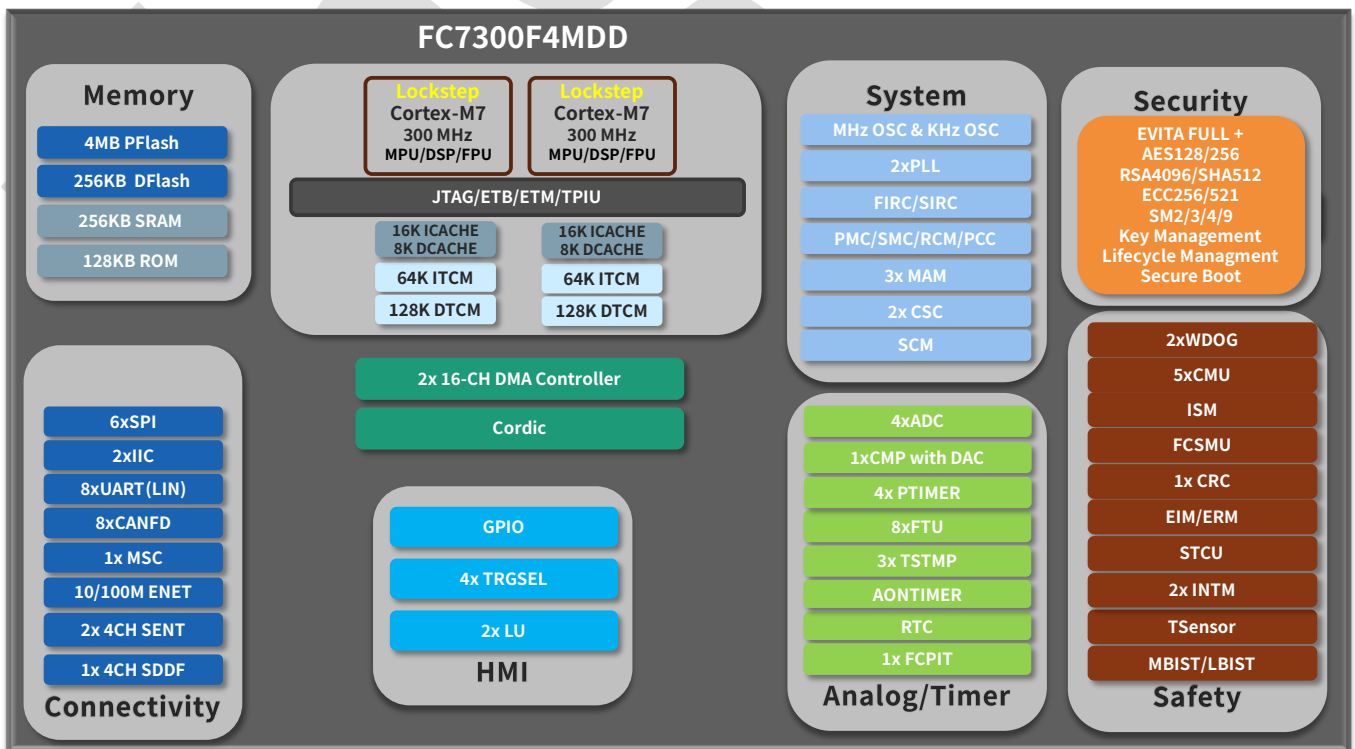 FC7300F4MDD
Memory
4MB PFlash
256KB DFlash
256KB SRAM
128KB ROM
Lockstep
Cortex-M7
300 MHz
MPU/DSP/FPU
Lockstep
Cortex-M7
300 MHz
MPU/DSP/FPU
JTAG/ETB/ETM/TPIU
16K ICACHE
8K DCACHE
64K ITCM
128K DTCM
16K ICACHE
8K DCACHE
64K ITCM
128K DTCM
System
MHz OSC & KHz OSC
2xPLL
FIRC/SIRC
PMC/SMC/RCM/PCC
3x MAM
2x CSC
SCM
Security
EVITA FULL +
AES128/256
RSA4096/SHA512
ECC256/521
SM2/3/4/9
Key Management
Lifecycle Managment
Secure Boot
6xSPI
2xIIC
8xUART(LIN)
8xCANFD
1x MSC
10/100M ENET
2x 4CH SENT
1x 4CH SDDF
Connectivity
2x 16-CH DMA Controller
Cordic
GPIO
4x TRGSEL
2x LU
HMI
4xADC
1xCMP with DAC
4x PTIMER
8xFTU
3x TSTMP
AONTIMER
RTC
1x FCPIT
Analog/Timer
2xWDOG
5xCMU
ISM
FCSMU
1x CRC
EIM/ERM
STCU
2x INTM
TSensor
MBIST/LBIST
Safety